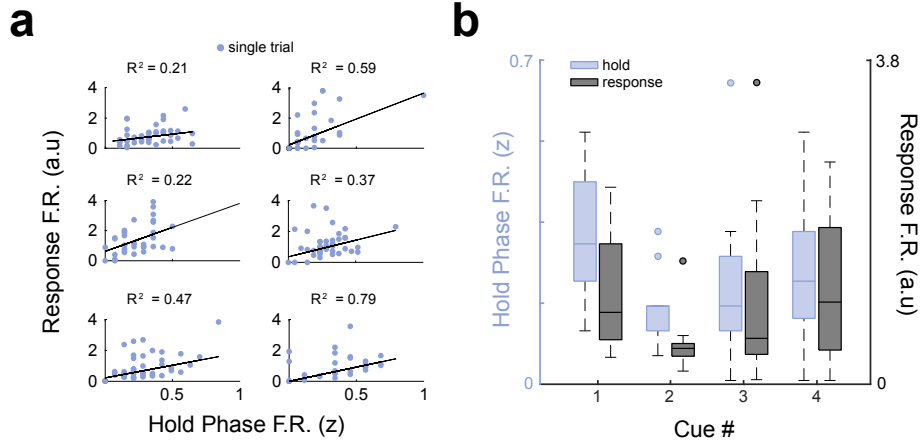 a
single trial
R² = 0.21
R² = 0.59
4
2
0
4
2
0
R² = 0.22
R² = 0.37
4
2
0
4
2
0
R² = 0.47
R² = 0.79
4
2
0
4
2
0
0.5
1
0.5
1
Response F.R. (a.u)
Hold Phase F.R. (z)
b
0.7
0
hold
response
3.8
0
Hold Phase F.R. (z)
Response F.R. (a.u)
1 2 3 4
Cue #